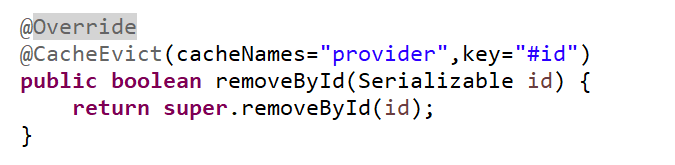 @Override
@CacheEvict(cacheNames="provider",key="#id")
public boolean removeById(Serializable id) {
    return super.removeById(id);
}